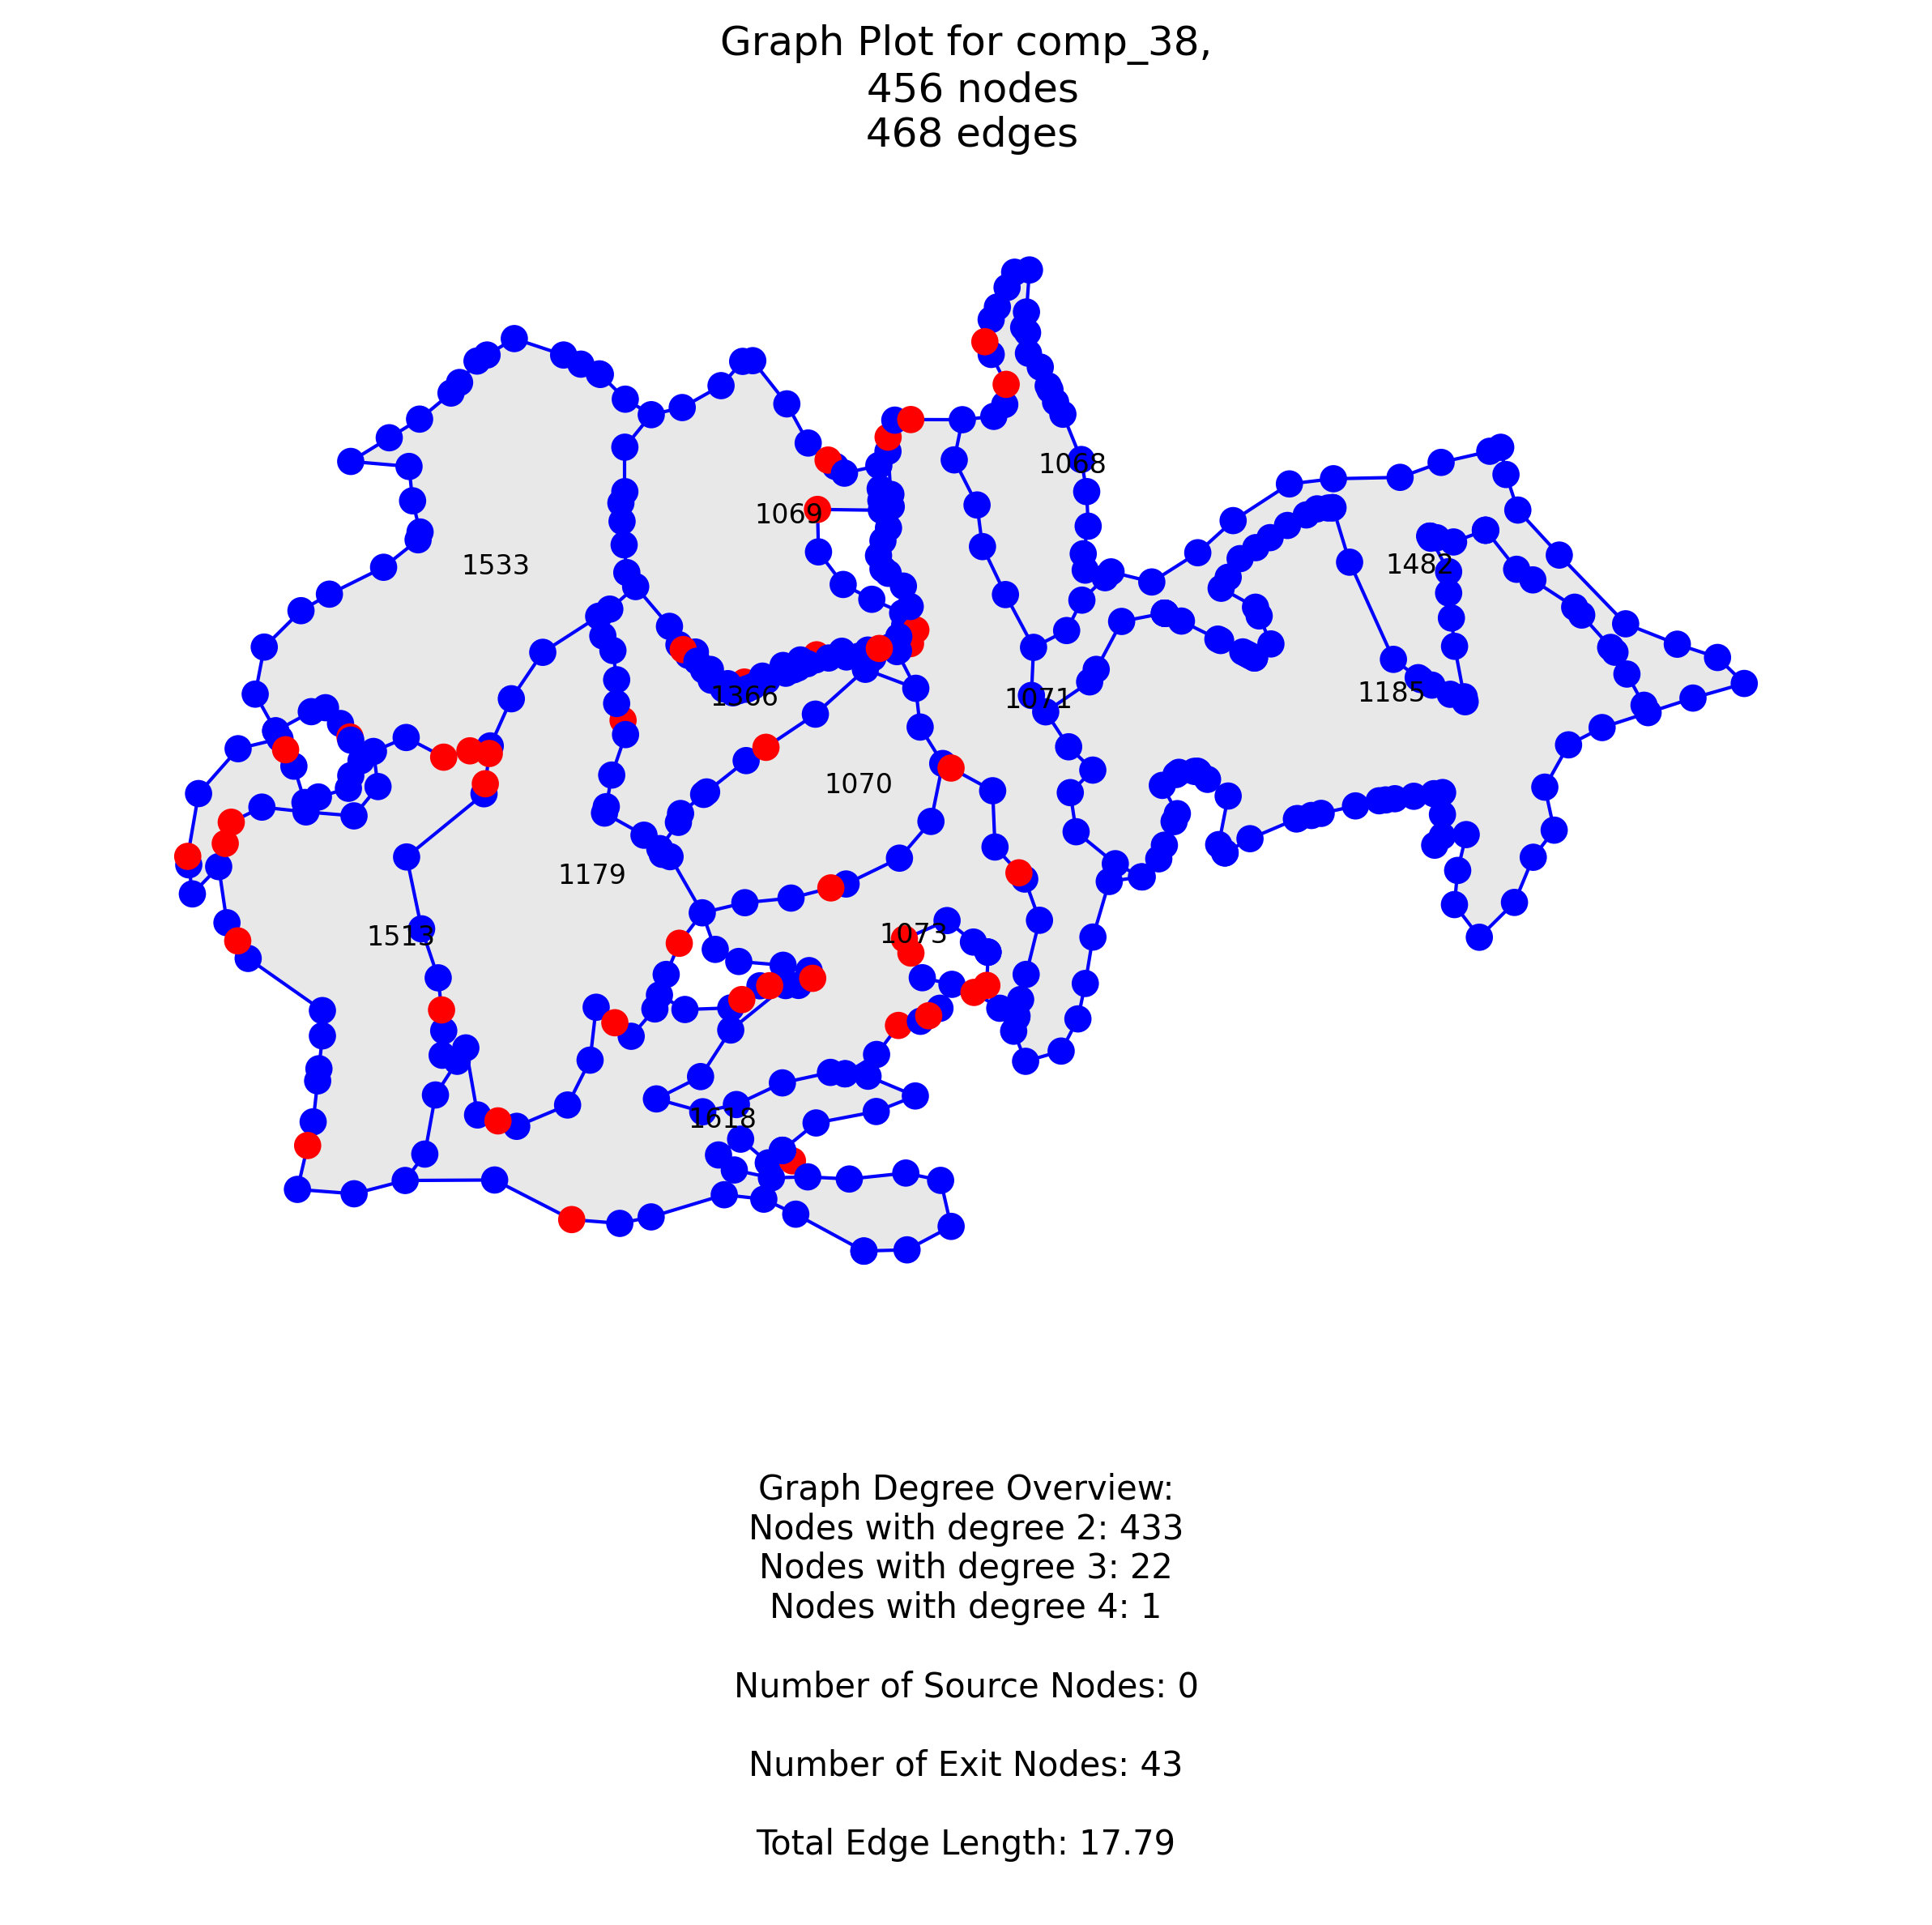 Graph Plot for comp_38,
456 nodes
468 edges
1068
1069
1533
1482
1366
1071
1185
1070
1179
1513
1073
1618
Graph Degree Overview:
Nodes with degree 2: 433
Nodes with degree 3: 22
Nodes with degree 4: 1
Number of Source Nodes: 0
Number of Exit Nodes: 43
Total Edge Length: 17.79